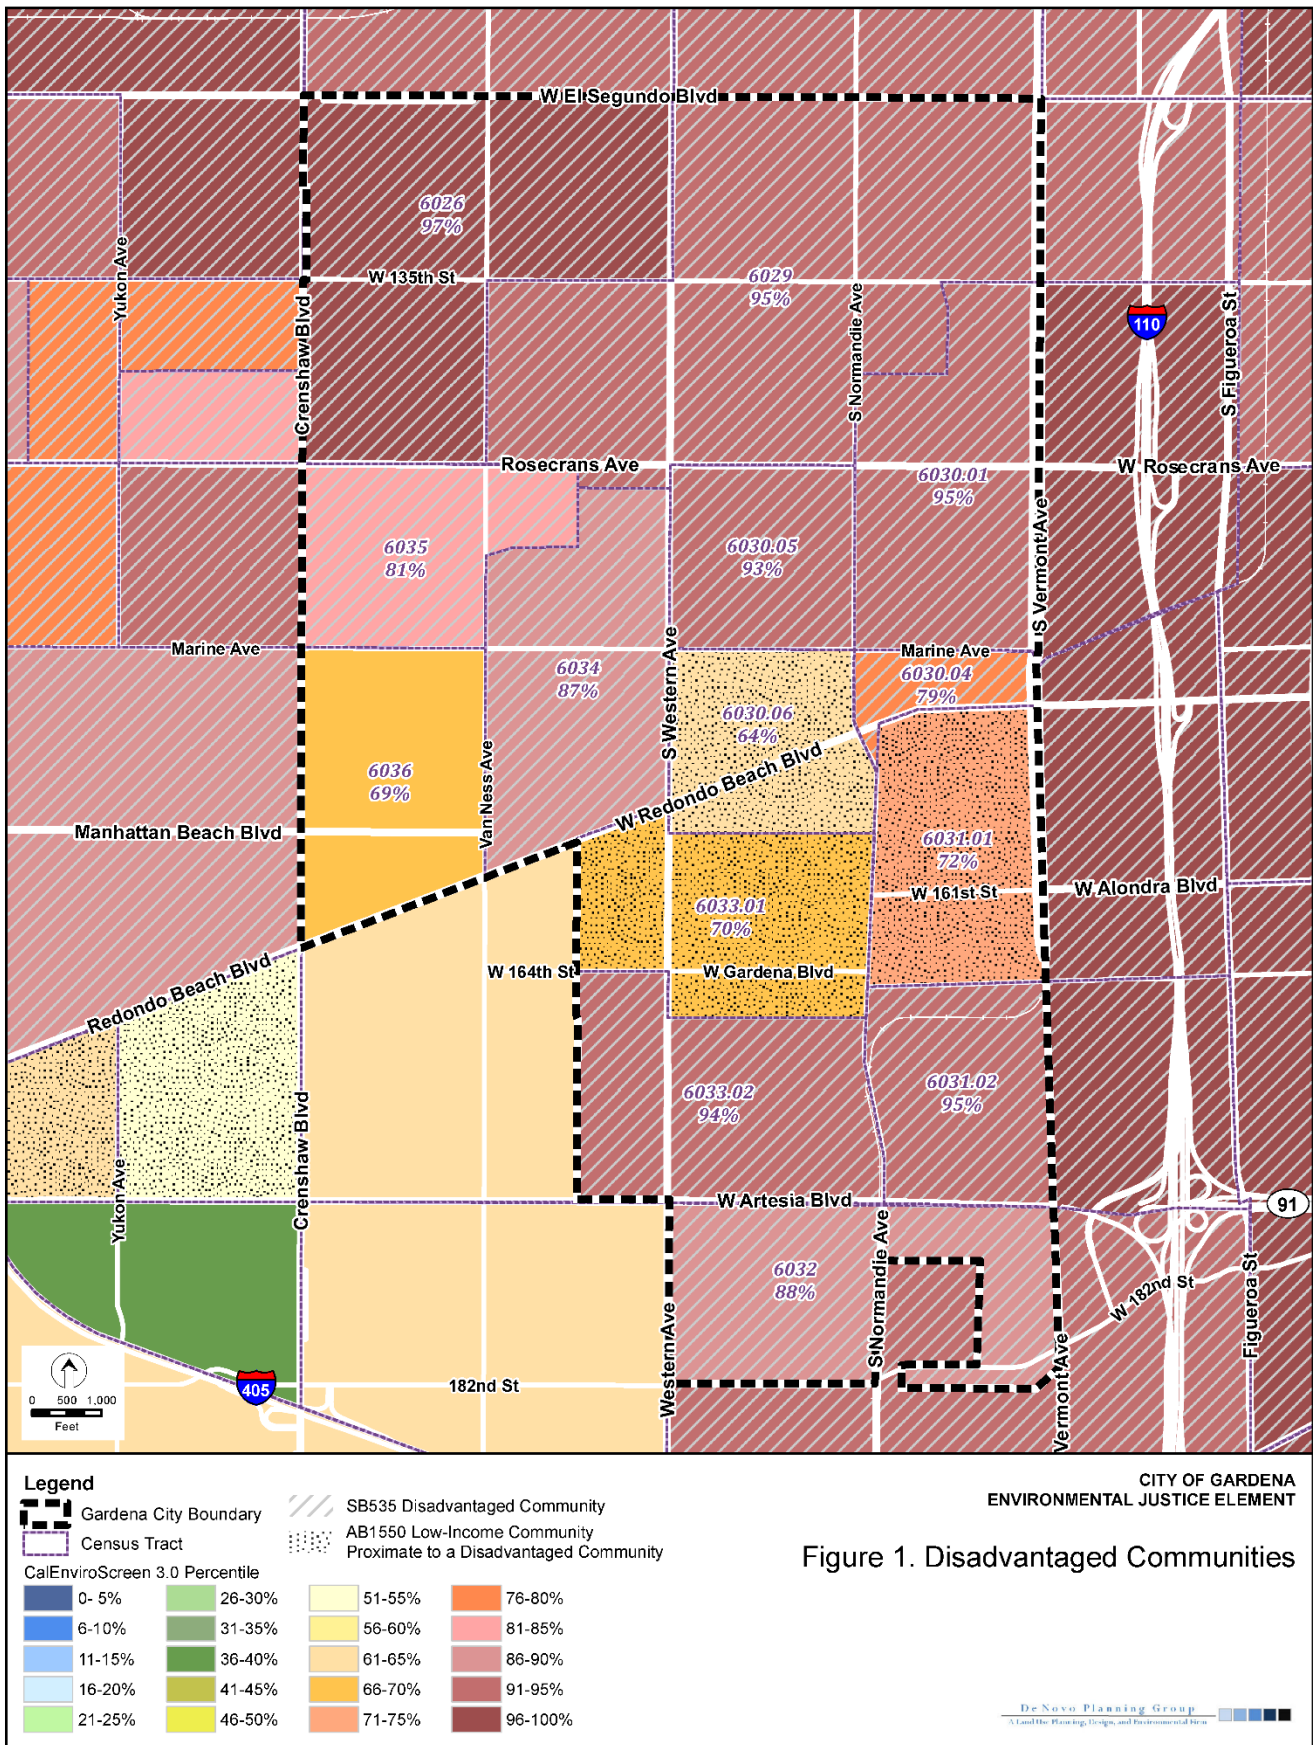 W El Segundo Blvd
6026
97%
Yukon Ave
W 135th St
6029
95%
S Normandie Ave
Crenshaw Blvd
110
S Figueroa St
Rosecrans Ave
W Rosecrans Ave
6030.01
95%
S Vermont Ave
6035
81%
6030.05
93%
Marine Ave
Marine Ave
6034
87%
S Western Ave
6030.04
79%
6030.06
64%
W Redondo Beach Blvd
6036
69%
Van Ness Ave
Manhattan Beach Blvd
6031.01
72%
W 161st St
W Alondra Blvd
6033.01
70%
W 164th St
W Gardena Blvd
Redondo Beach Blvd
6033.02
94%
6031.02
95%
Crenshaw Blvd
Yukon Ave
W Artesia Blvd
91
6032
88%
S Normandie Ave
W 182nd St
Figueroa St
Western Ave
Vermont Ave
405
182nd St
0 500 1,000
Feet
Legend
Gardena City Boundary
Census Tract
SB535 Disadvantaged Community
AB1550 Low-Income Community
Proximate to a Disadvantaged Community
CalEnviroScreen 3.0 Percentile
0- 5%
6-10%
11-15%
16-20%
21-25%
26-30%
31-35%
36-40%
41-45%
46-50%
51-55%
56-60%
61-65%
66-70%
71-75%
76-80%
81-85%
86-90%
91-95%
96-100%
CITY OF GARDENA
ENVIRONMENTAL JUSTICE ELEMENT
Figure 1. Disadvantaged Communities
De Novo Planning Group
A Land Use Planning, Design, and Environmental Firm